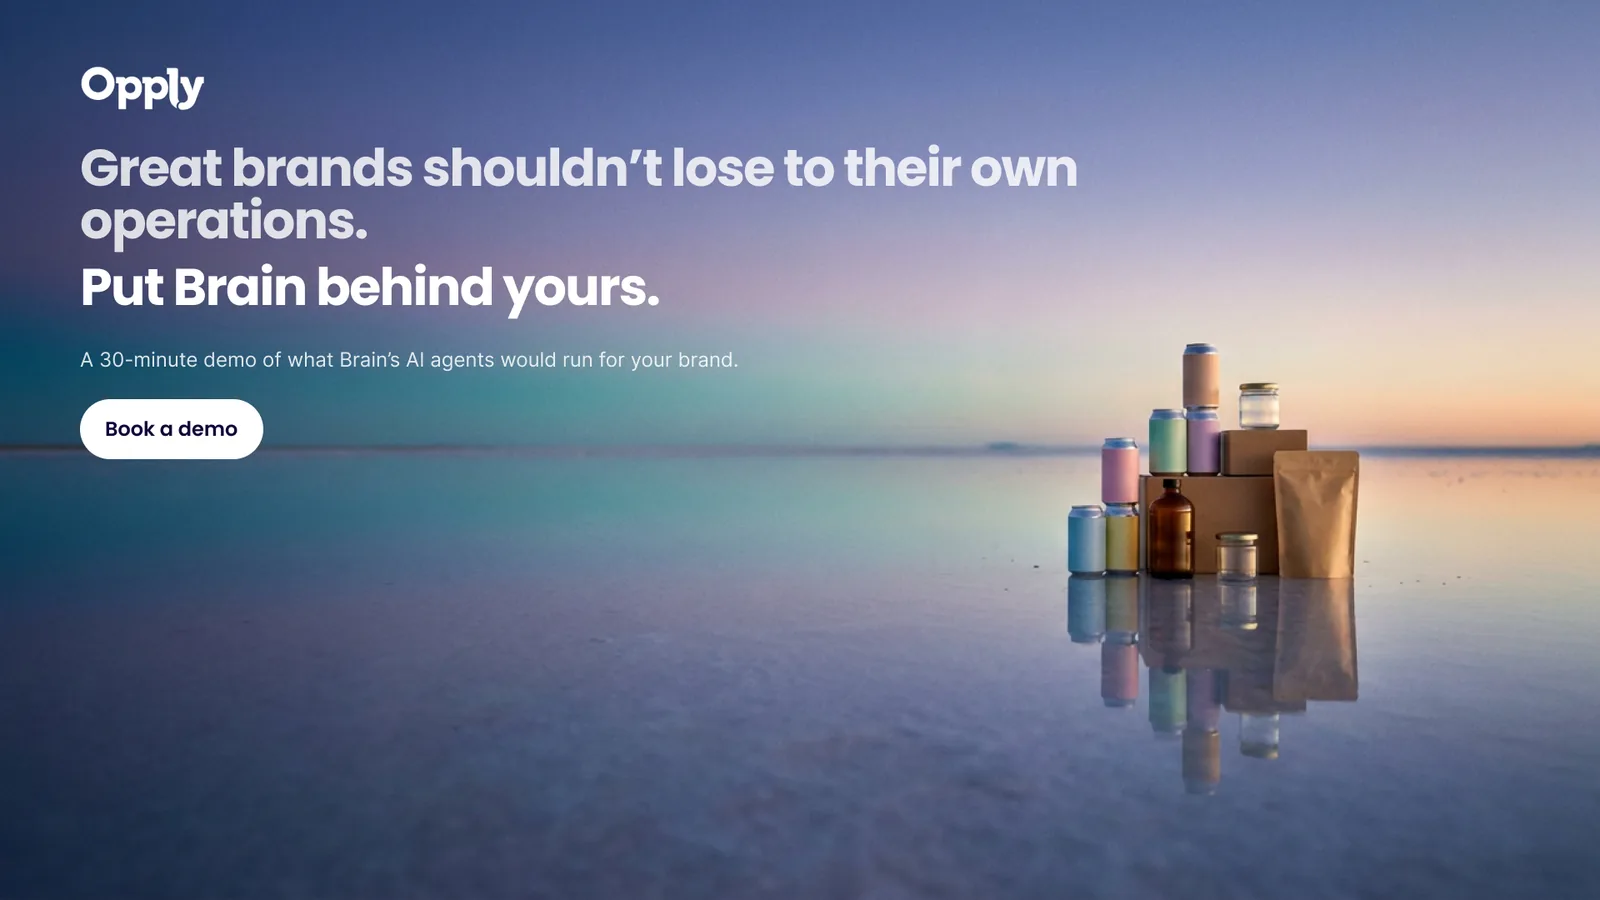 Opply
Great brands shouldn’t lose to their own
operations.
Put Brain behind yours.
A 30-minute demo of what Brain’s AI agents would run for your brand.
Book a demo